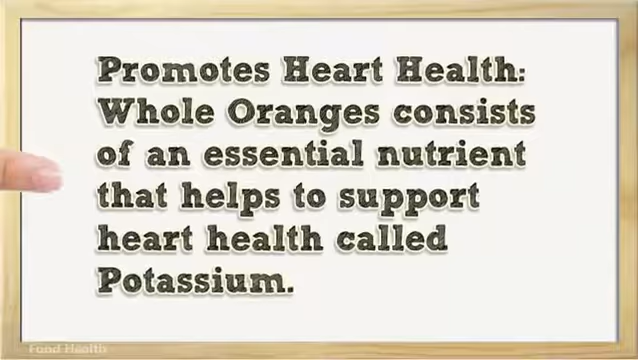 Promotes Heart Health:
Whole Oranges consists
of an essential nutrient
that helps to support
heart health called
Potassium.
Fund Health